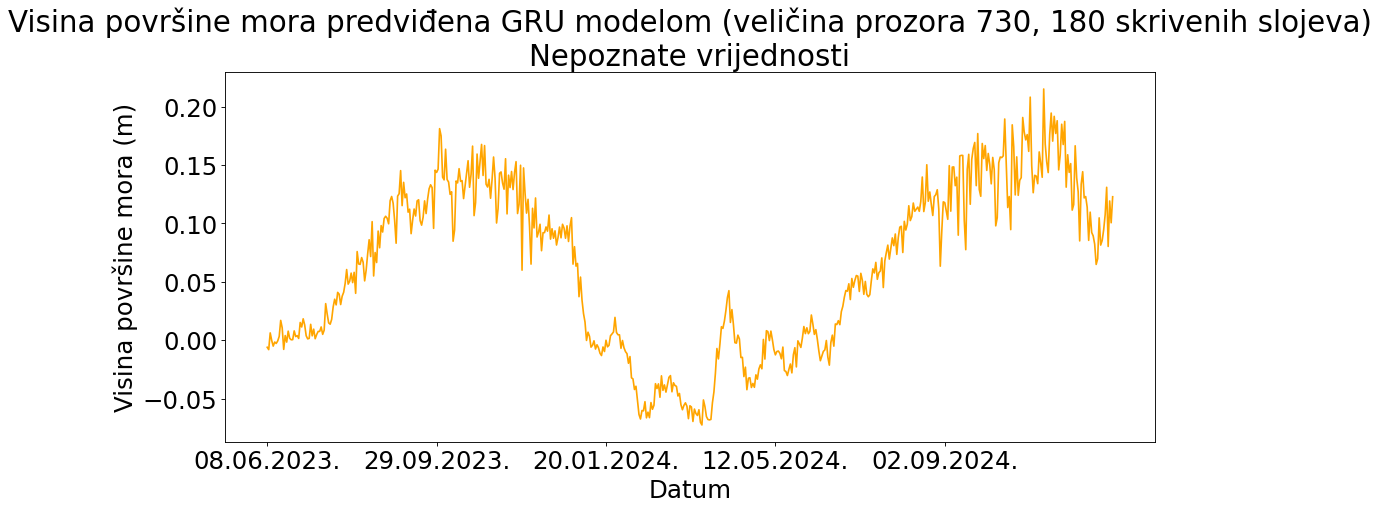 Visina površine mora predviđena GRU modelom (veličina prozora 730, 180 skrivenih slojeva)
Nepoznate vrijednosti
Visina površine mora (m)
0.20
0.15
0.10
0.05
0.00
−0.05
08.06.2023.
29.09.2023.
20.01.2024.
12.05.2024.
02.09.2024.
Datum